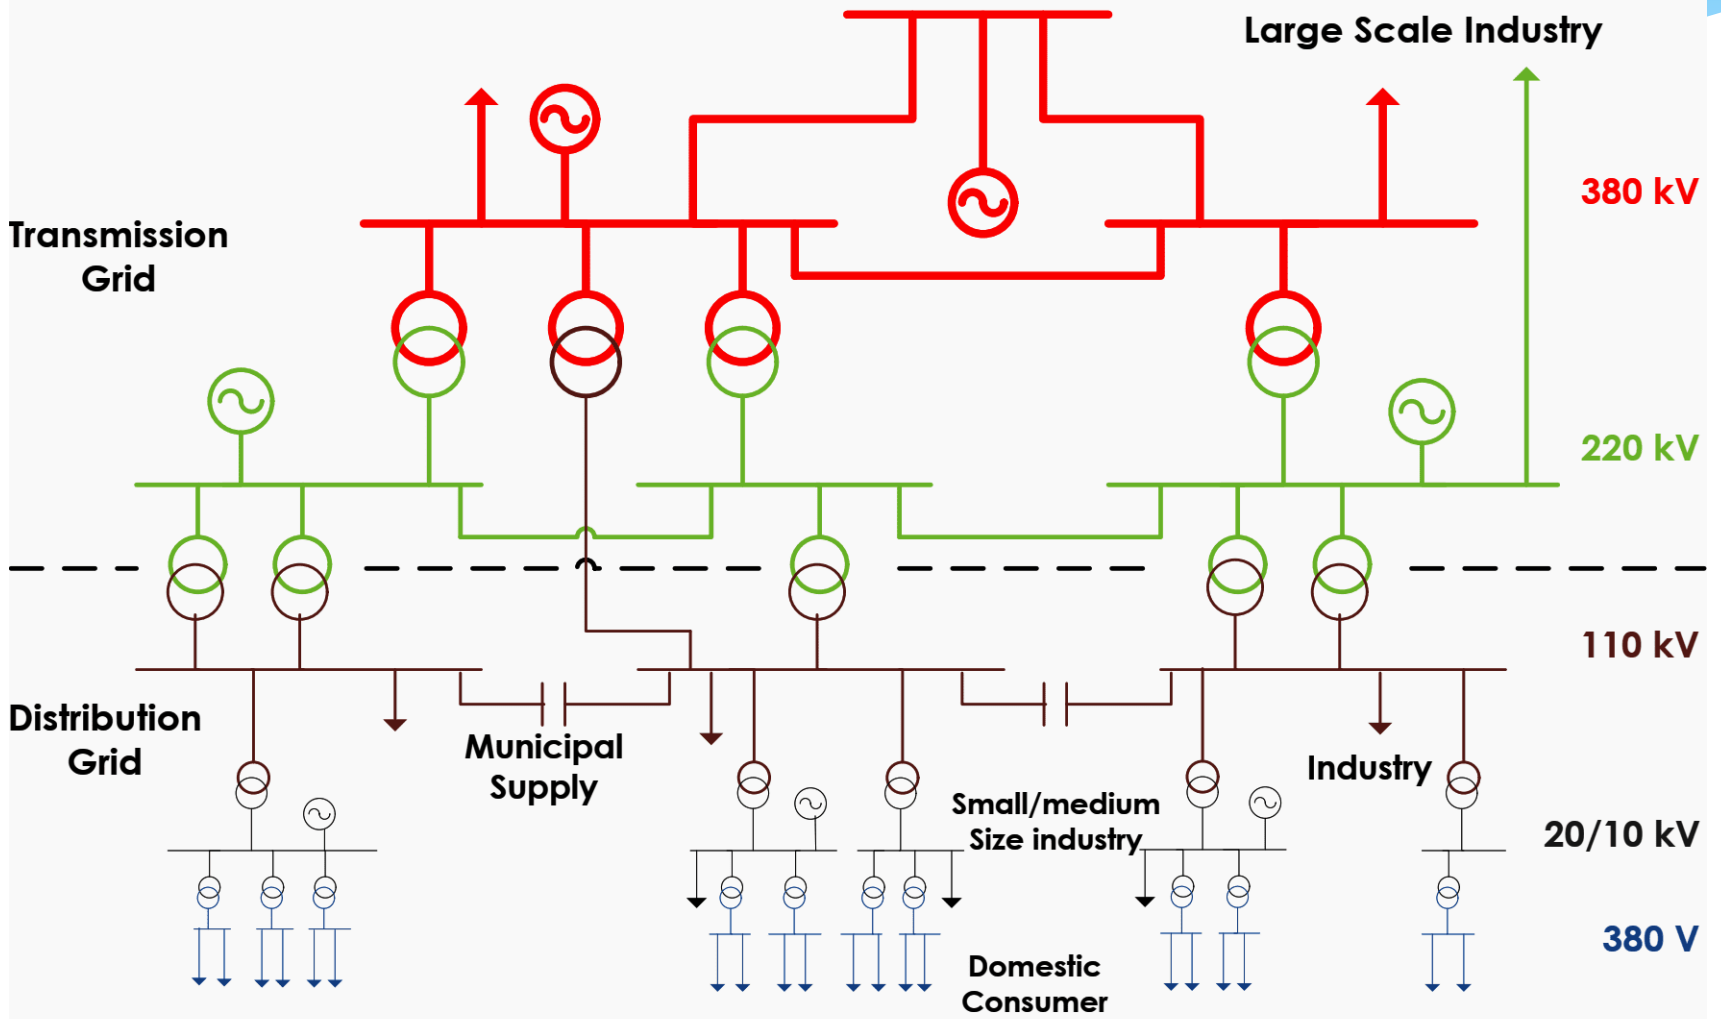 Large Scale Industry
380 kV
Transmission
Grid
220 kV
110 kV
Distribution
Grid
Municipal
Supply
Industry
Small/medium
Size industry
20/10 kV
380 V
Domestic
Consumer